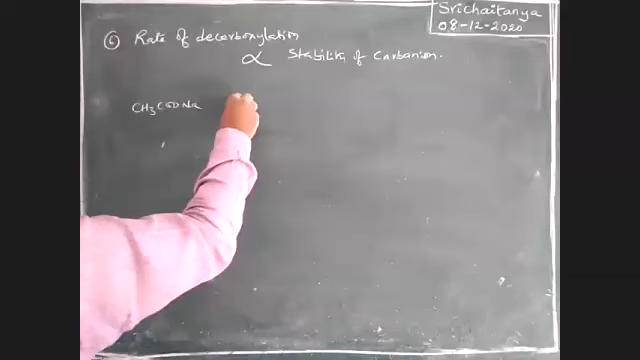 Srichaitanya
08-12-2020
⑥ Rate of decarboxylation
∝ Stability of Carbanion.
CH3COONa